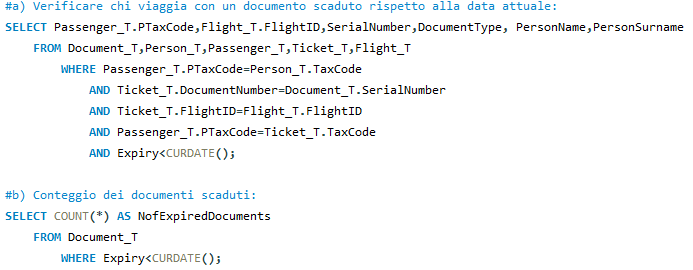 #a) Verificare chi viaggia con un documento scaduto rispetto alla data attuale:
SELECT Passenger_T.PTaxCode,Flight_T.FlightID,SerialNumber,DocumentType, PersonName,PersonSurname
FROM Document_T,Person_T,Passenger_T,Ticket_T,Flight_T
WHERE Passenger_T.PTaxCode=Person_T.TaxCode
AND Ticket_T.DocumentNumber=Document_T.SerialNumber
AND Ticket_T.FlightID=Flight_T.FlightID
AND Passenger_T.PTaxCode=Ticket_T.TaxCode
AND Expiry<CURDATE();
#b) Conteggio dei documenti scaduti:
SELECT COUNT(*) AS NofExpiredDocuments
FROM Document_T
WHERE Expiry<CURDATE();